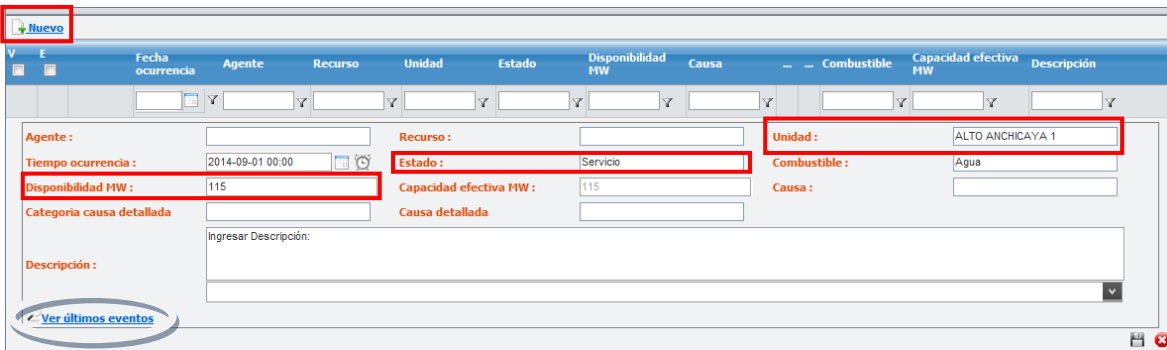 Nuevo
V E Fecha ocurrencia Agente Recurso Unidad Estado Disponibilidad MW Causa ... ... Combustible Capacidad efectiva MW Descripción
Agente : Recurso : Unidad : ALTO ANCHICAYA 1
Tiempo ocurrencia : 2014-09-01 00:00 Estado : Servicio Combustible : Agua
Disponibilidad MW : 115 Capacidad efectiva MW : 115 Causa :
Categoria causa detallada Causa detallada
Ingresar Descripción:
Descripción :
Ver últimos eventos